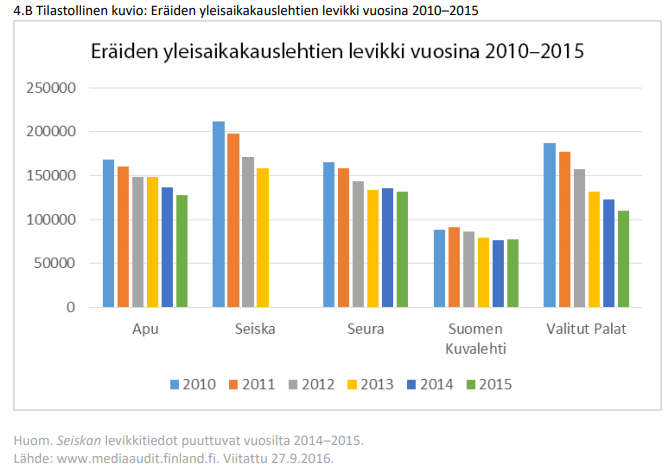 4.B Tilastollinen kuvio: Eräiden yleisaikakauslehtien levikki vuosina 2010–2015
Eräiden yleisaikakauslehtien levikki vuosina 2010–2015
250000
200000
150000
100000
50000
0
Apu Seiska Seura Suomen Kuvalehti Valitut Palat
2010 2011 2012 2013 2014 2015
Huom. Seiskan levikkitiedot puuttuvat vuosilta 2014–2015.
Lähde: www.mediaaudit.finland.fi. Viitattu 27.9.2016.